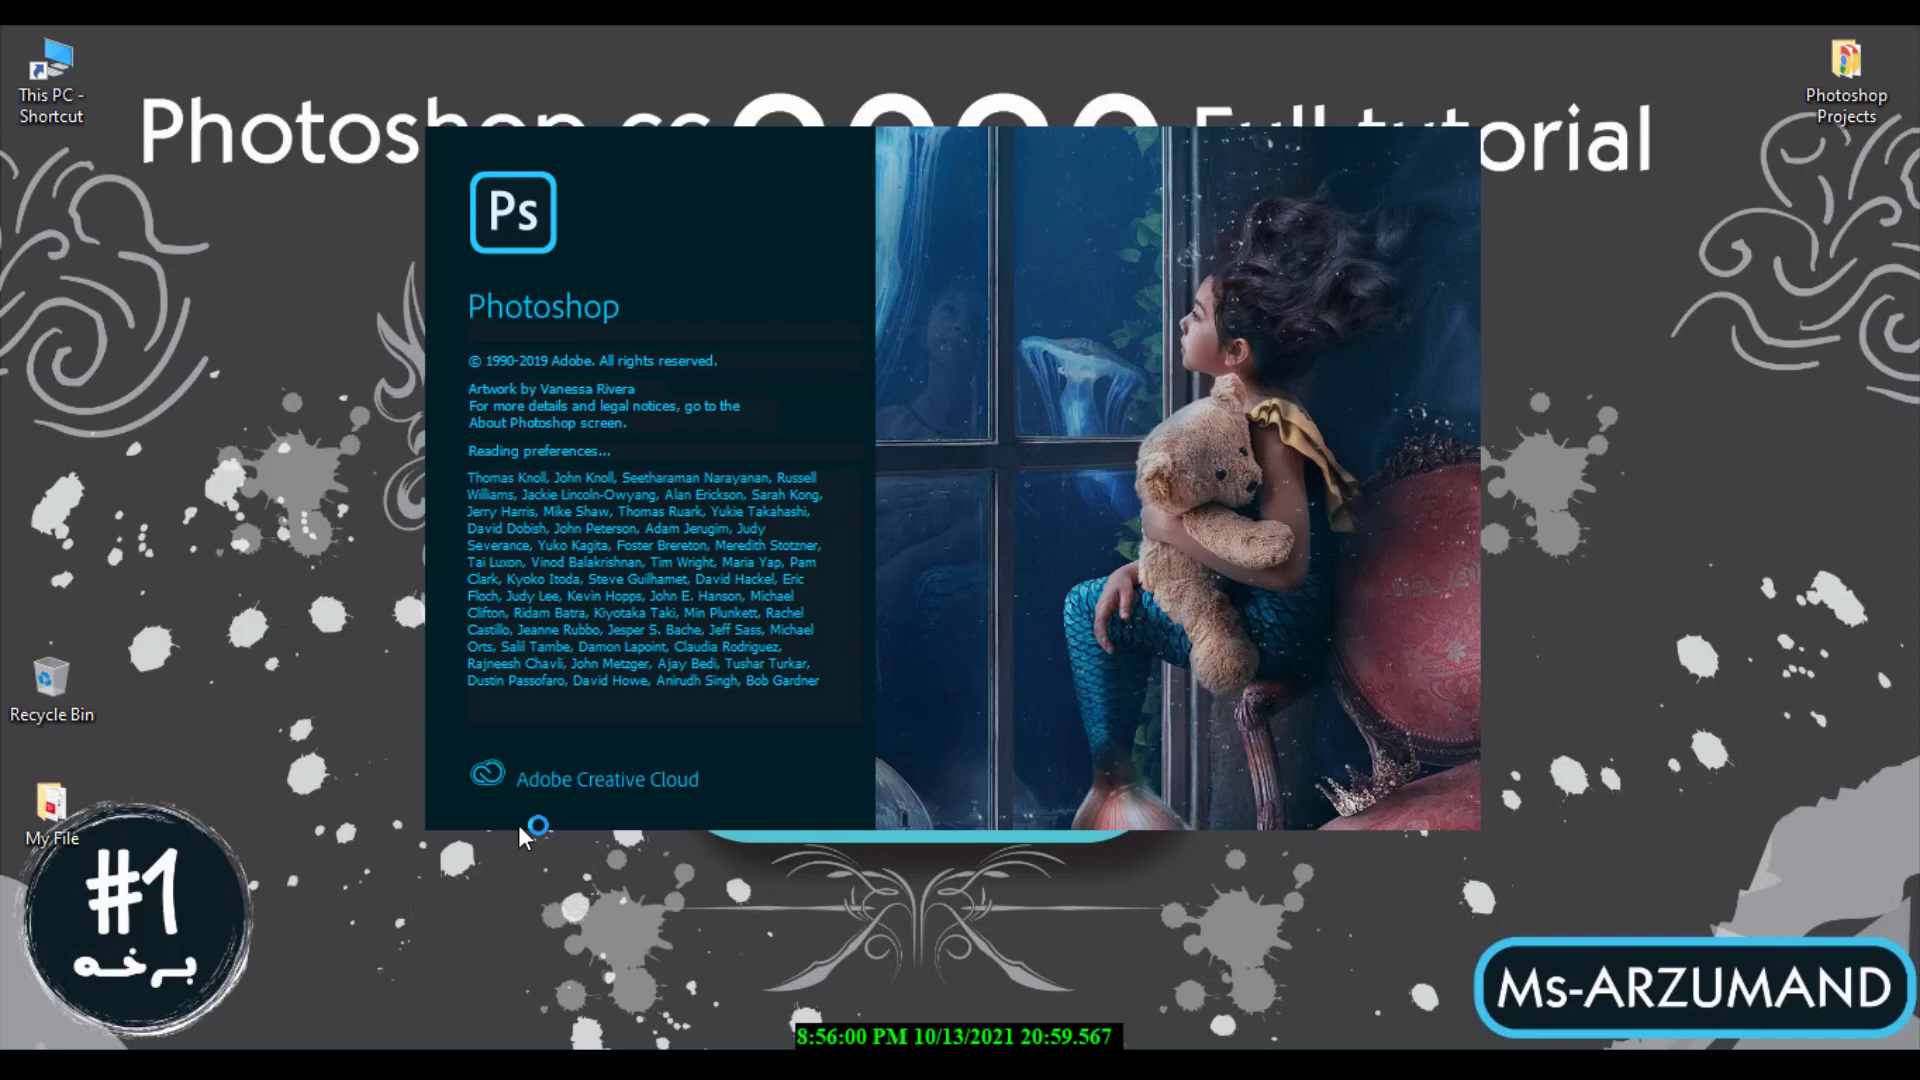 This PC -
Shortcut
Photoshop cc
Full tutorial
Photoshop
Projects
Ps
Photoshop
© 1990-2019 Adobe. All rights reserved.
Artwork by Vanessa Rivera
For more details and legal notices, go to the
About Photoshop screen.
Reading preferences...
Thomas Knoll, John Knoll, Seetharaman Narayanan, Russell
Williams, Jackie Lincoln-Owyang, Alan Erickson, Sarah Kong,
Jerry Harris, Mike Shaw, Thomas Ruark, Yukie Takahashi,
David Dobish, John Peterson, Adam Jerugim, Judy
Severance, Yuko Kagita, Foster Brereton, Meredith Stotzner,
Tai Luxon, Vinod Balakrishnan, Tim Wright, Maria Yap, Pam
Clark, Kyoko Itoda, Steve Guilhamet, David Hackel, Eric
Floch, Judy Lee, Kevin Hopps, John E. Hanson, Michael
Clifton, Ridam Batra, Kiyotaka Taki, Min Plunkett, Rachel
Castillo, Jeanne Rubbo, Jesper S. Bache, Jeff Sass, Michael
Orts, Salil Tambe, Damon Lapoint, Claudia Rodriguez,
Rajneesh Chavli, John Metzger, Ajay Bedi, Tushar Turkar,
Dustin Passofaro, David Howe, Anirudh Singh, Bob Gardner
Adobe Creative Cloud
Recycle Bin
My File
#1
برخه
Ms-ARZUMAND
8:56:00 PM 10/13/2021 20:59.567